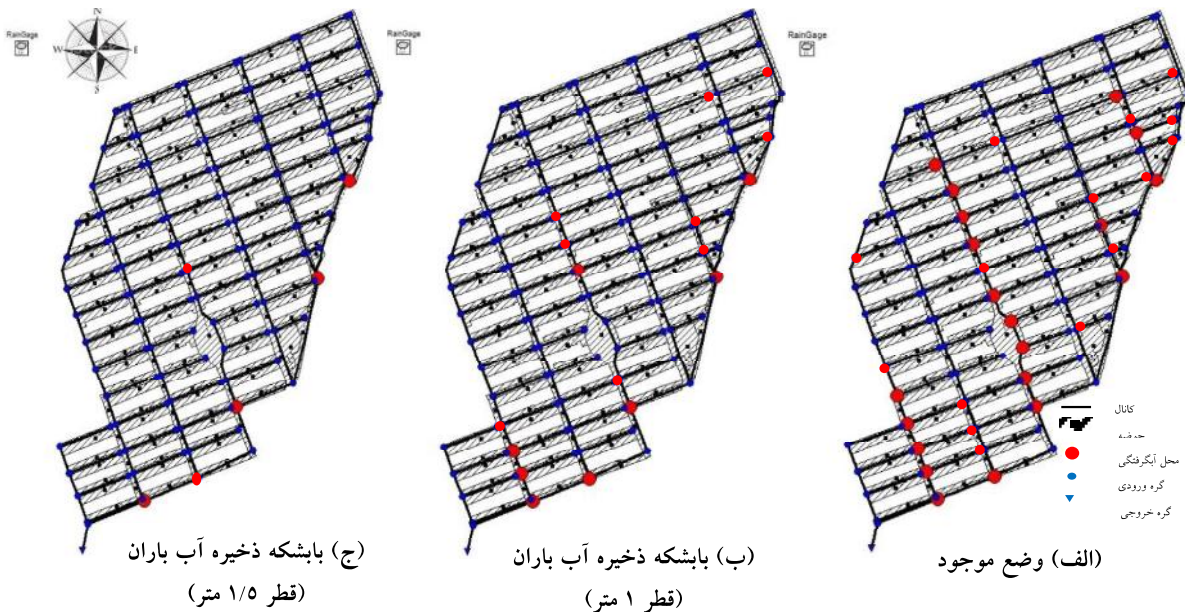 RainGage
N
W
E
S
RainGage
RainGage
کانال
حوضه
محل آبگرفتگی
گره ورودی
گره خروجی
(الف) وضع موجود
(ب) بابشکه ذخیره آب باران
(قطر ۱ متر)
(ج) بابشکه ذخیره آب باران
(قطر ۱/۵ متر)